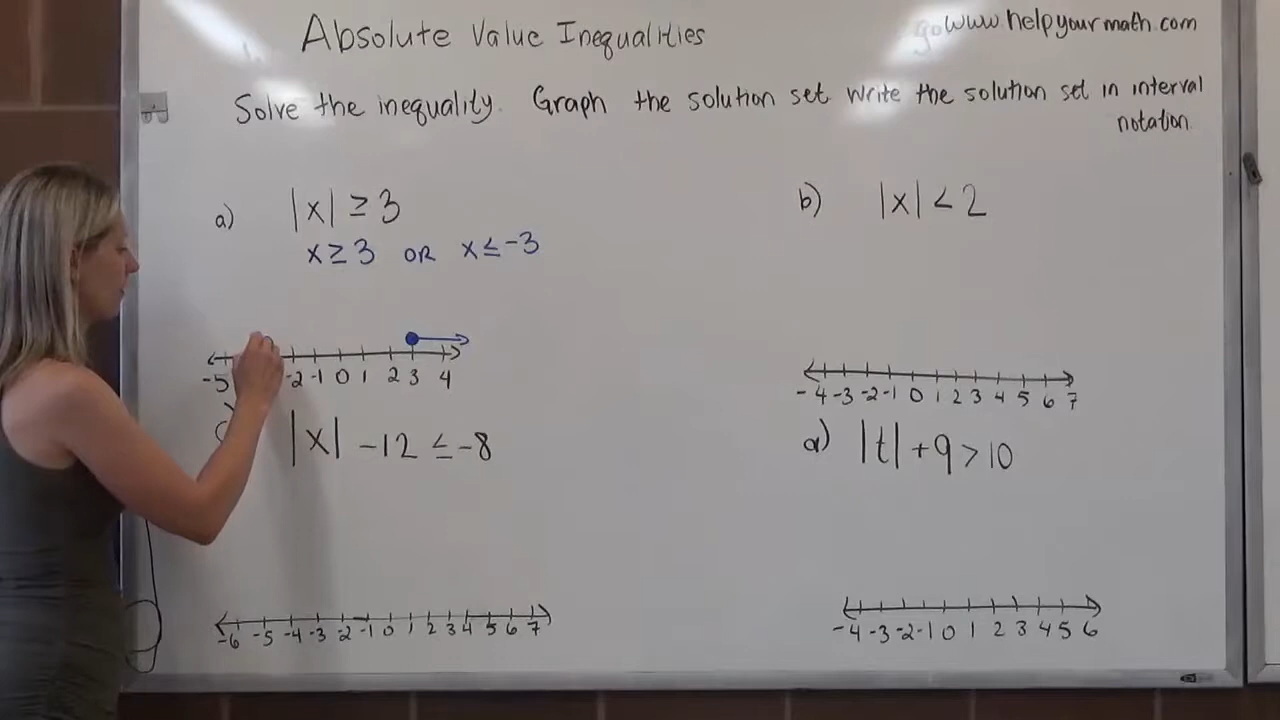 Absolute Value Inequalities
go www.helpyourmath.com
Solve the inequality. Graph the solution set. Write the solution set in interval
notation.
a) |x| ≥ 3
x ≥ 3 OR x ≤ -3
-5 -2 -1 0 1 2 3 4
b) |x| < 2
-4 -3 -2 -1 0 1 2 3 4 5 6 7
|x| -12 ≤ -8
-6 -5 -4 -3 -2 -1 0 1 2 3 4 5 6 7
d) |t| + 9 > 10
-4 -3 -2 -1 0 1 2 3 4 5 6